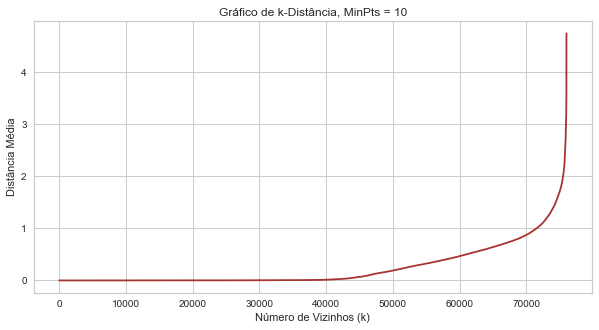 Gráfico de k-Distância, MinPts = 10
Distância Média
4
3
2
1
0
0 10000 20000 30000 40000 50000 60000 70000
Número de Vizinhos (k)